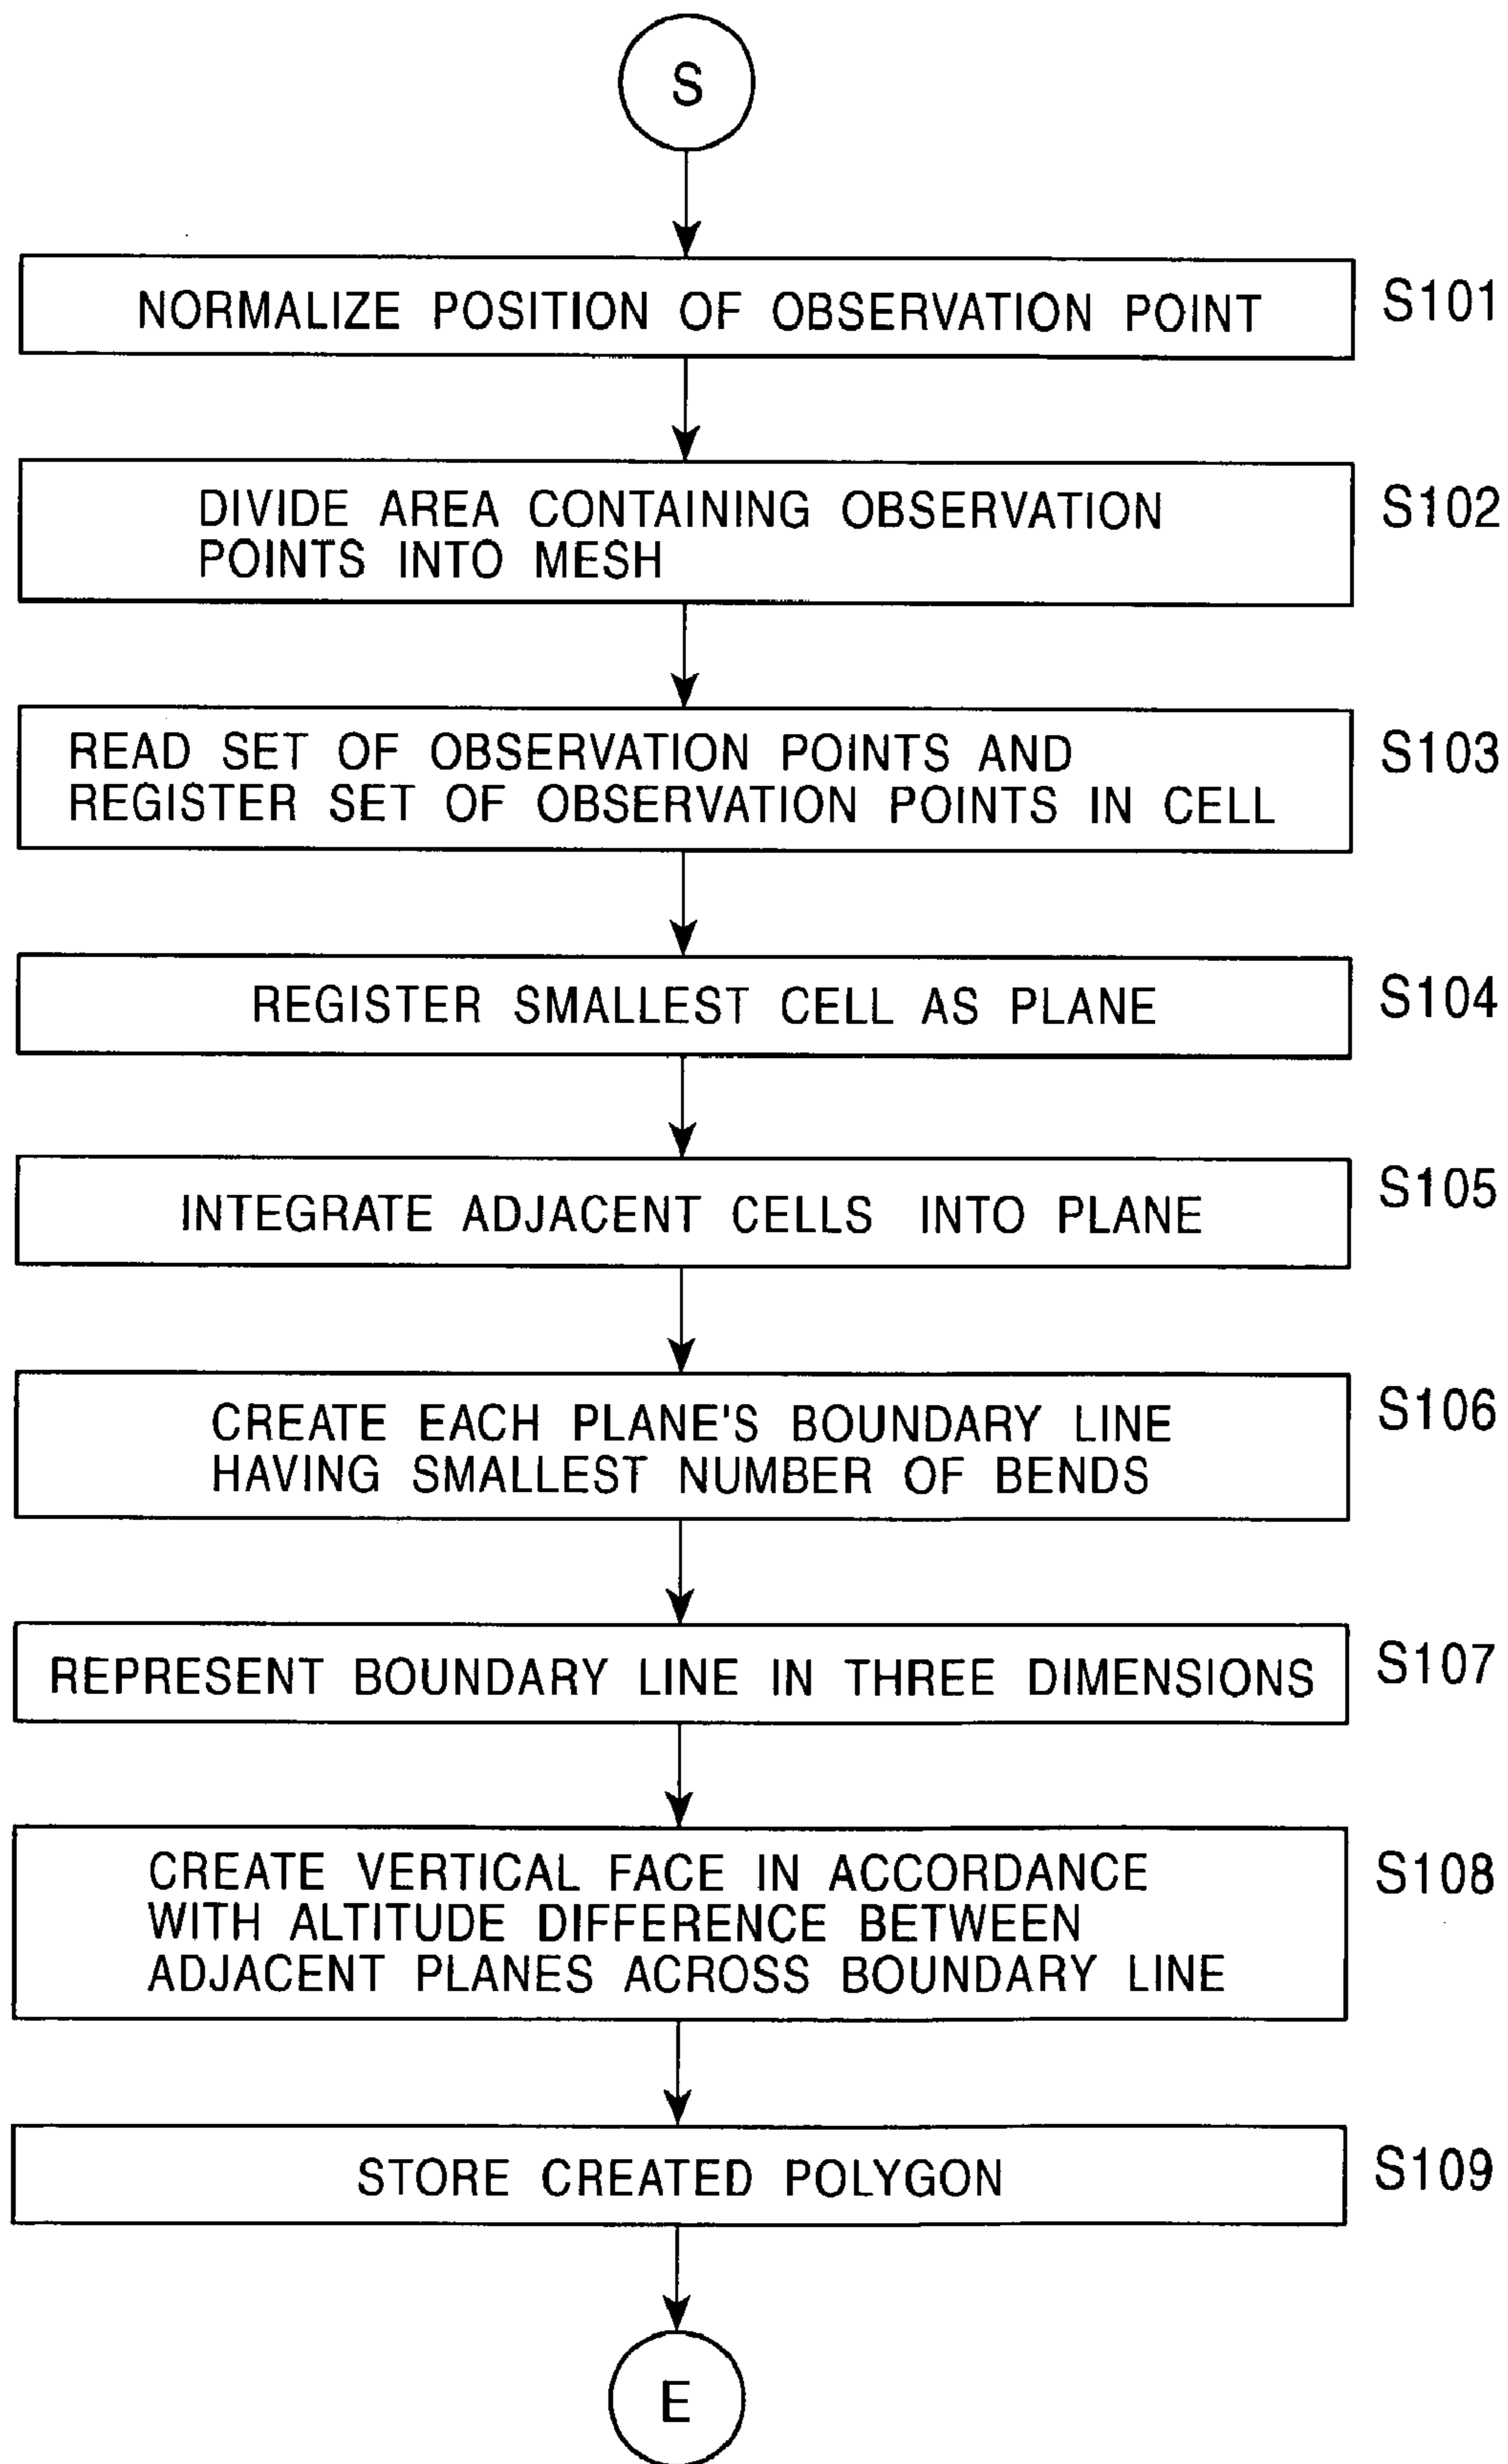 S
NORMALIZE POSITION OF OBSERVATION POINT
S101
DIVIDE AREA CONTAINING OBSERVATION
POINTS INTO MESH
S102
READ SET OF OBSERVATION POINTS AND
REGISTER SET OF OBSERVATION POINTS IN CELL
S103
REGISTER SMALLEST CELL AS PLANE
S104
INTEGRATE ADJACENT CELLS INTO PLANE
S105
CREATE EACH PLANE'S BOUNDARY LINE
HAVING SMALLEST NUMBER OF BENDS
S106
REPRESENT BOUNDARY LINE IN THREE DIMENSIONS
S107
CREATE VERTICAL FACE IN ACCORDANCE
WITH ALTITUDE DIFFERENCE BETWEEN
ADJACENT PLANES ACROSS BOUNDARY LINE
S108
STORE CREATED POLYGON
S109
E